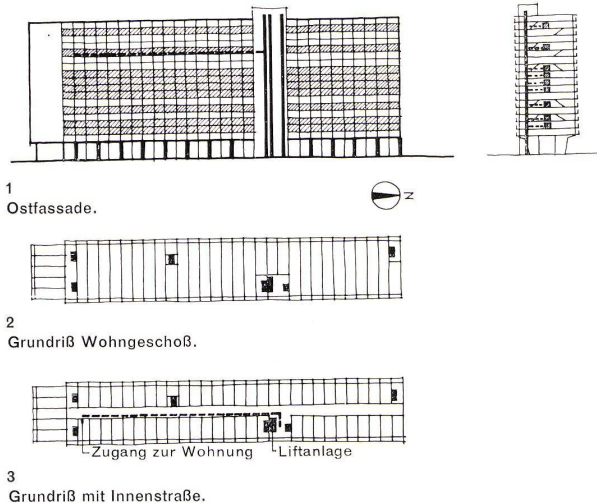 1
Ostfassade.
N
2
Grundriß Wohngeschoß.
Zugang zur Wohnung
Liftanlage
3
Grundriß mit Innenstraße.